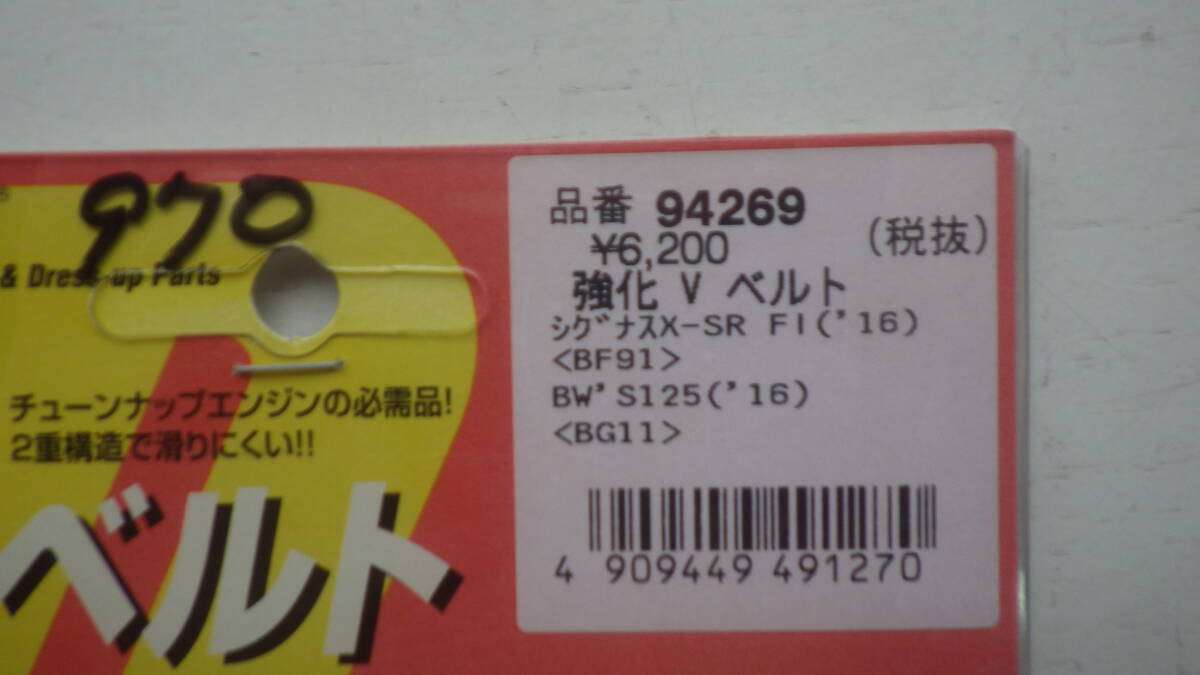 970
& Dress-up Parts
チューンナップエンジンの必需品!
2重構造で滑りにくい!!
ベルト
品番 94269
¥6,200 (税抜)
強化 V ベルト
ｼｸﾞﾅｽX-SR FI('16)
<BF91>
BW'S125('16)
<BG11>
4 909449 491270